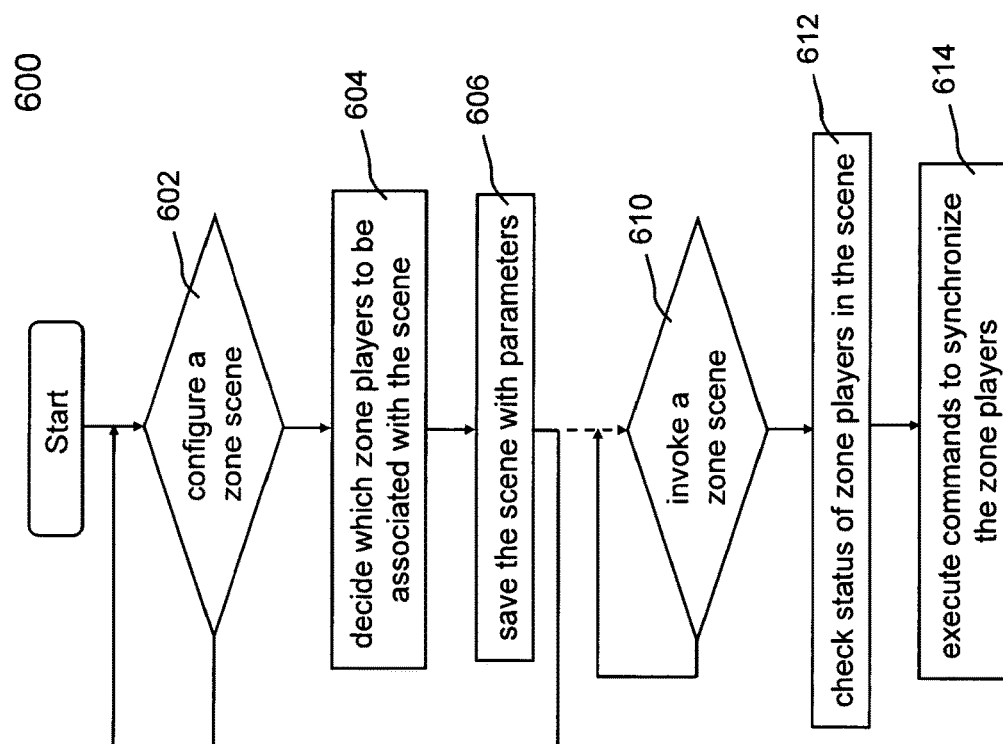 600
Start
602
configure a
zone scene
604
decide which zone players to be
associated with the scene
606
save the scene with parameters
610
invoke a
zone scene
612
check status of zone players in the scene
614
execute commands to synchronize
the zone players